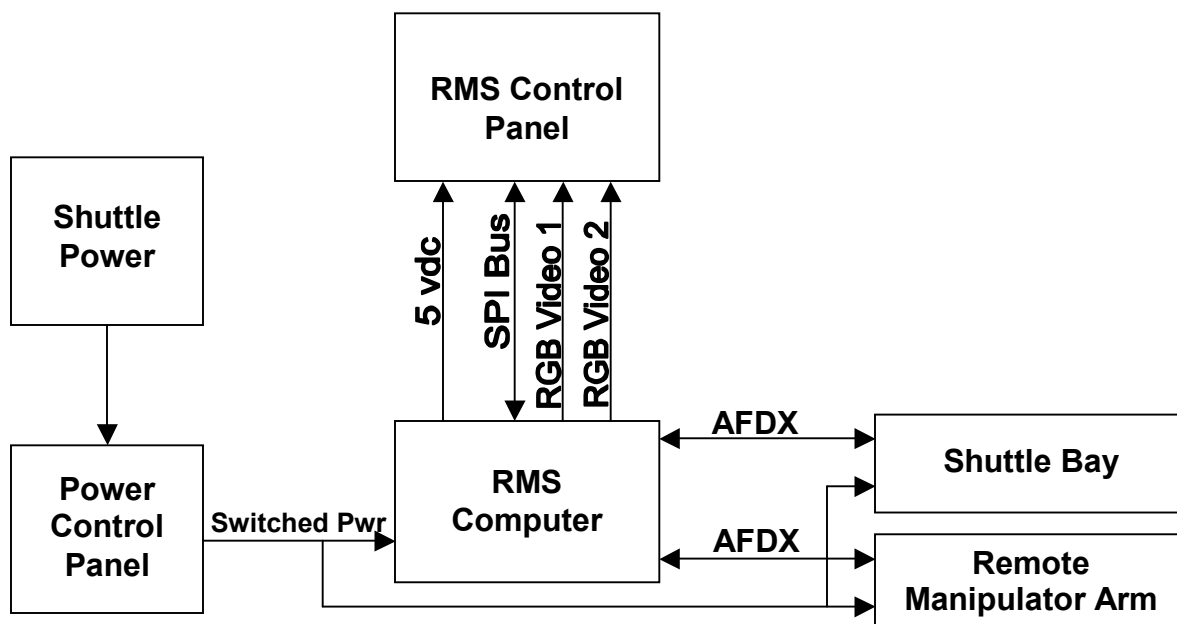 RMS Control
Panel
Shuttle
Power
5 vdc
SPI Bus
RGB Video 1
RGB Video 2
Power
Control
Panel
Switched Pwr
RMS
Computer
AFDX
Shuttle Bay
AFDX
Remote
Manipulator Arm